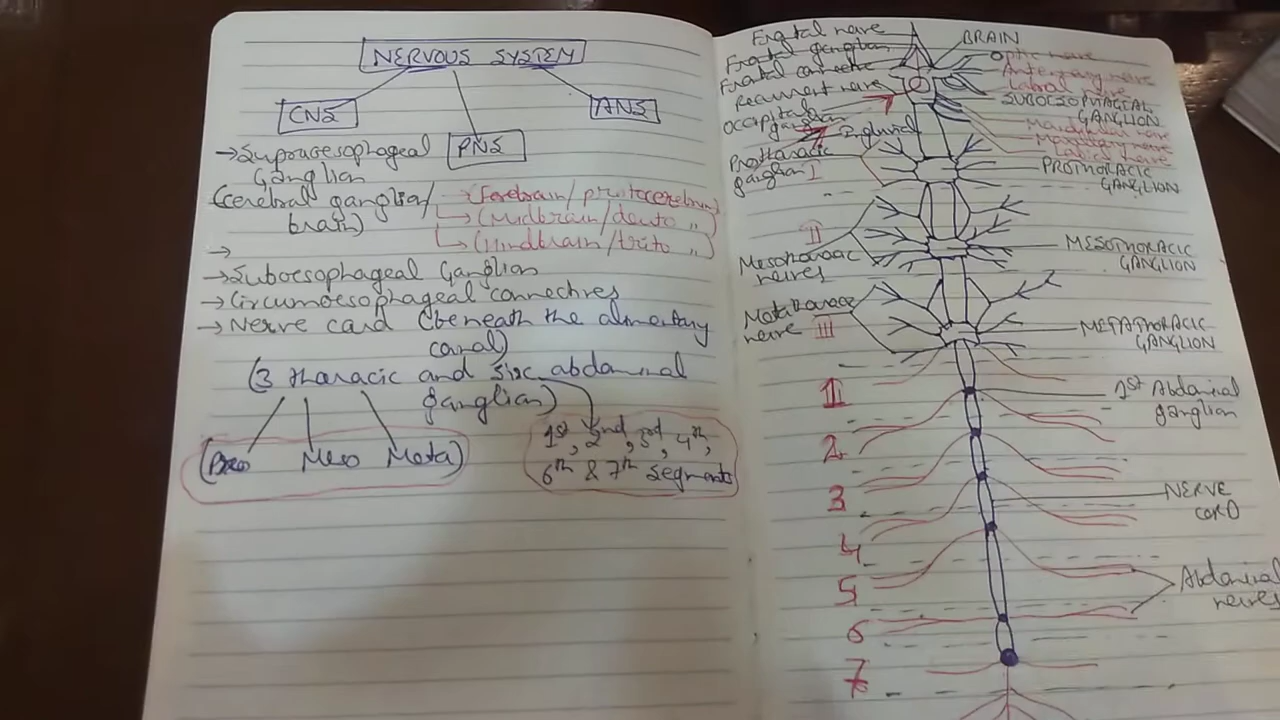 NERVOUS SYSTEM
CNS
ANS
PNS
→Supraoesophageal
Ganglion
(cerebral ganglia/
brain)
→(Forebrain/protocerebrum)
→(Midbrain/deuto ,,)
→(Hindbrain/trito ,,)
→
→Suboesophageal Ganglion
→Circumoesophageal connectives
→Nerve cord (beneath the alimentary
canal)
(3 thoracic and six abdominal
ganglion)
(Pro Meso Meta)
1st, 2nd, 3rd, 4th,
6th & 7th segments
Frontal nerve
Frontal ganglion
Frontal connective
Recurrent nerve
Occipital
ganglion
Prothoracic
ganglion I
II
Mesothoracic
nerves
Metathoracic
nerve III
BRAIN
Optic nerve
Antennary nerve
Labral nerve
SUBOESOPHAGEAL
GANGLION
Mandibular nerve
Maxillary nerve
Labial nerve
PROTHORACIC
GANGLION
MESOTHORACIC
GANGLION
METATHORACIC
GANGLION
1
1st Abdominal
ganglion
2
3
NERVE
CORD
4
5
Abdominal
nerves
6
7